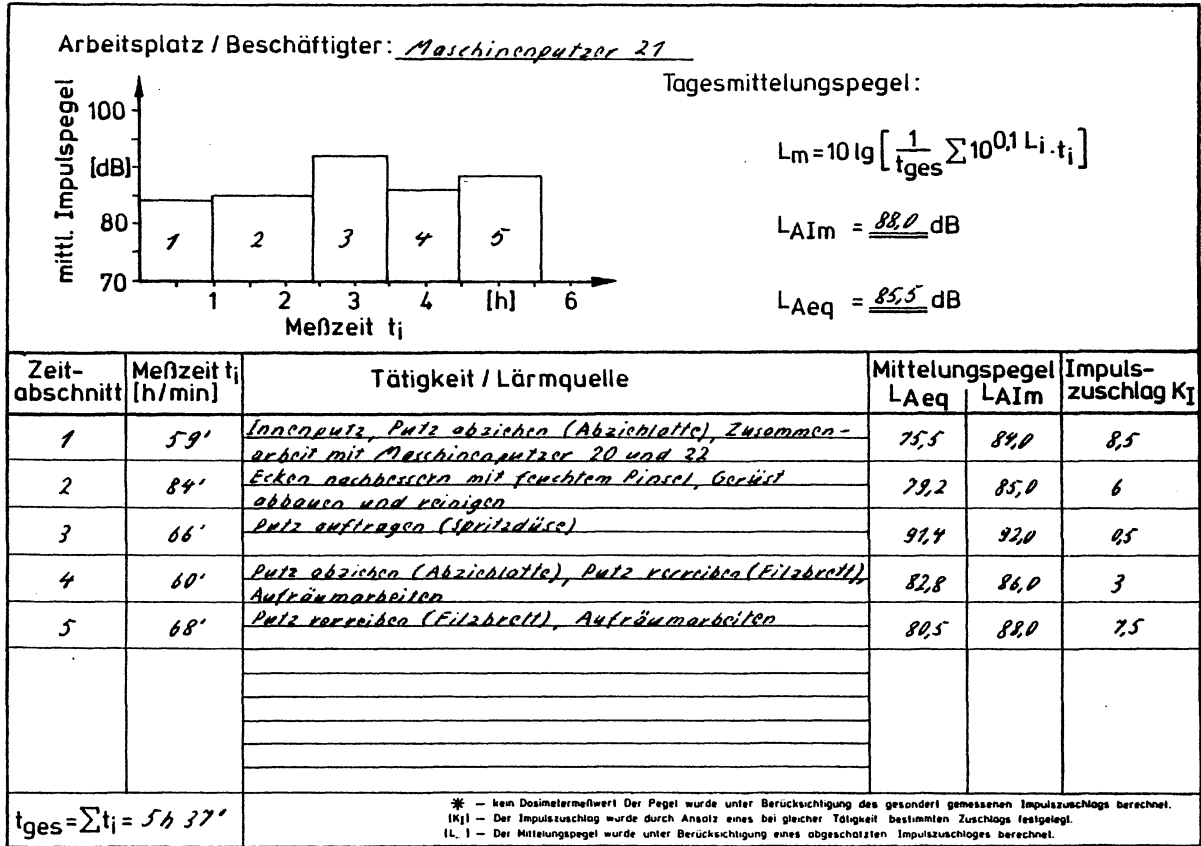 Arbeitsplatz / Beschäftigter: Maschinenputzer 21
Tagesmittelungspegel:
mittl. Impulspegel
[dB]
100
80
70
1 2 3 4 5
1 2 3 4 [h] 6
Meßzeit ti
Lm = 10 lg [ 1/tges ∑ 10^0,1 Li · ti ]
LAIm = 88,0 dB
LAeq = 85,5 dB
Zeit-abschnitt | Meßzeit ti [h/min] | Tätigkeit / Lärmquelle | Mittelungspegel LAeq | LAIm | Impuls-zuschlag KI
1 59' Innenputz, Putz abziehen (Abziehlatte), Zusammen-
arbeit mit Maschinenputzer 20 und 22 75,5 84,0 8,5
2 84' Ecken nachbessern mit feuchtem Pinsel, Gerüst
abbauen und reinigen 79,2 85,0 6
3 66' Putz auftragen (Spritzdüse) 91,4 92,0 0,5
4 60' Putz abziehen (Abziehlatte), Putz verreiben (Filzbrett),
Aufräumarbeiten 82,8 86,0 3
5 68' Putz verreiben (Filzbrett), Aufräumarbeiten 80,5 88,0 7,5
tges = ∑ti = 5h 37'
* – kein Dosimetermeßwert Der Pegel wurde unter Berücksichtigung des gesondert gemessenen Impulszuschlags berechnet.
(KI) – Der Impulszuschlag wurde durch Ansatz eines bei gleicher Tätigkeit bestimmten Zuschlags festgelegt.
(L..) – Der Mittelungspegel wurde unter Berücksichtigung eines abgeschätzten Impulszuschloges berechnet.